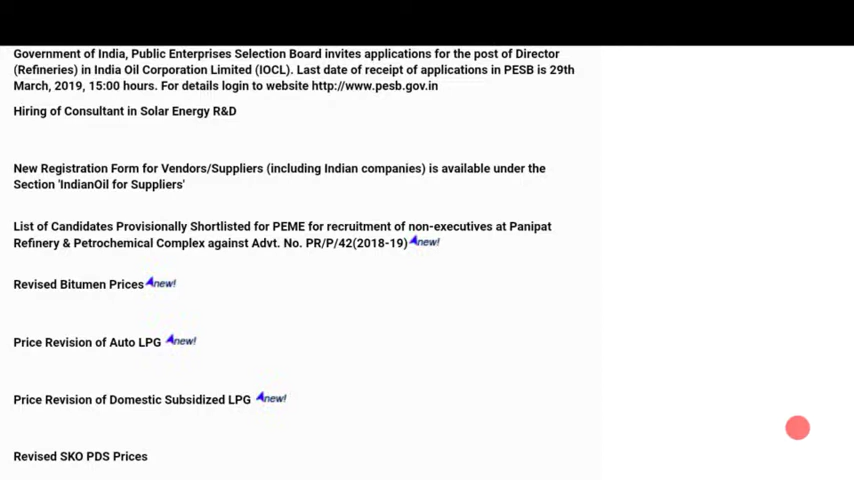 Government of India, Public Enterprises Selection Board invites applications for the post of Director
(Refineries) in India Oil Corporation Limited (IOCL). Last date of receipt of applications in PESB is 29th
March, 2019, 15:00 hours. For details login to website http://www.pesb.gov.in
Hiring of Consultant in Solar Energy R&D
New Registration Form for Vendors/Suppliers (including Indian companies) is available under the
Section 'IndianOil for Suppliers'
List of Candidates Provisionally Shortlisted for PEME for recruitment of non-executives at Panipat
Refinery & Petrochemical Complex against Advt. No. PR/P/42(2018-19) new!
Revised Bitumen Prices new!
Price Revision of Auto LPG new!
Price Revision of Domestic Subsidized LPG new!
Revised SKO PDS Prices